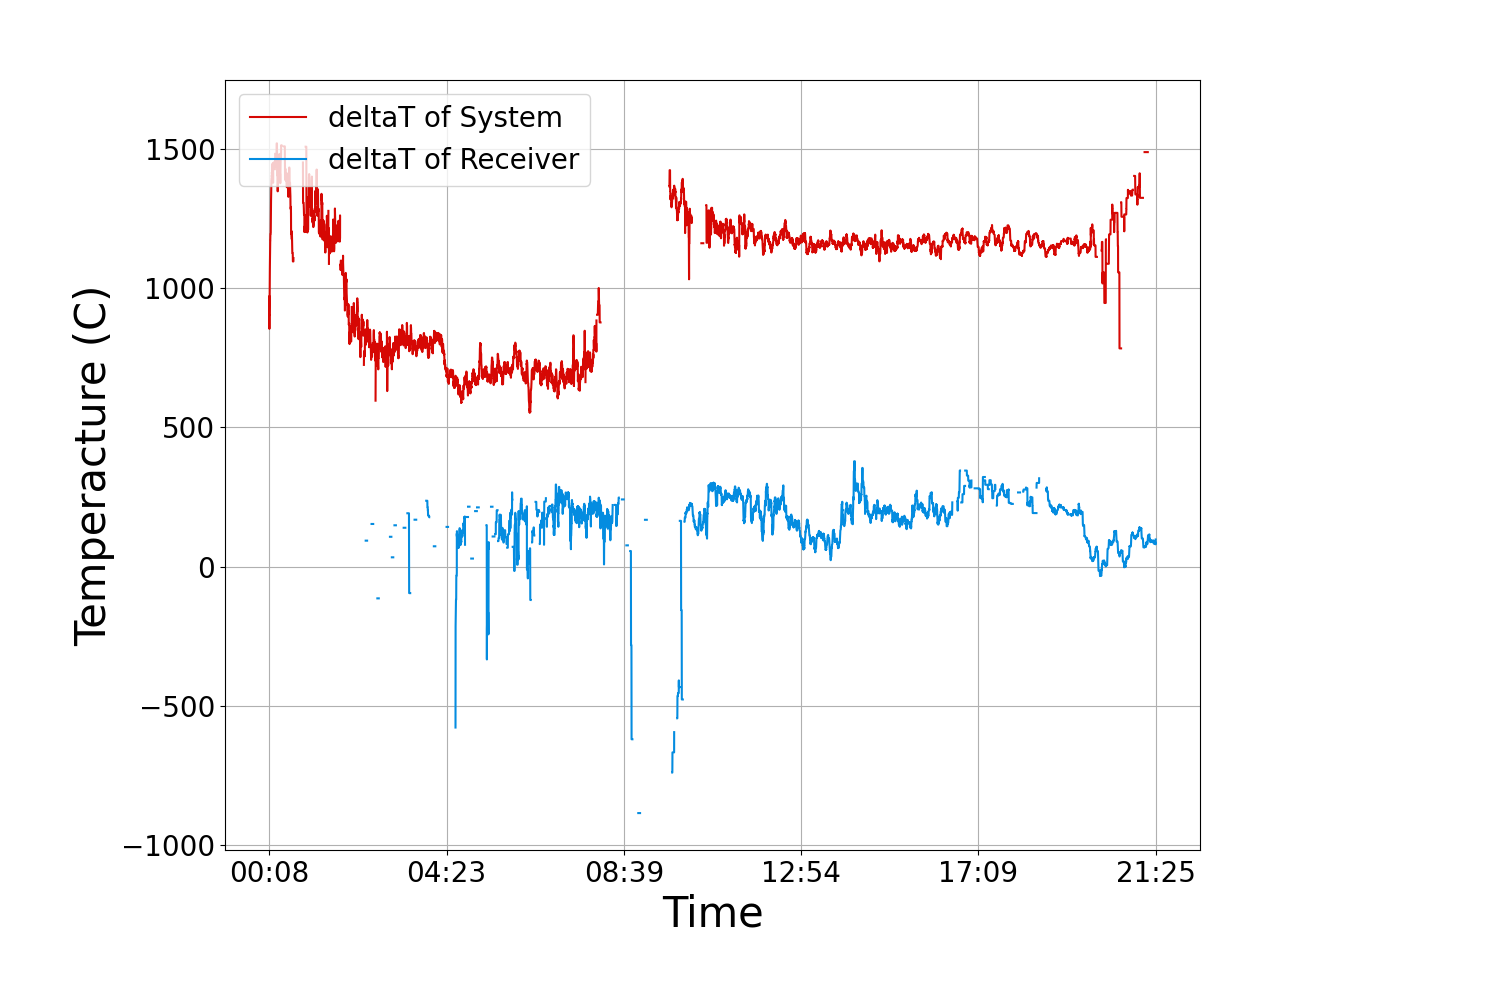 deltaT of System
deltaT of Receiver
1500
1000
500
0
−500
−1000
Temperacture (C)
00:08 04:23 08:39 12:54 17:09 21:25
Time